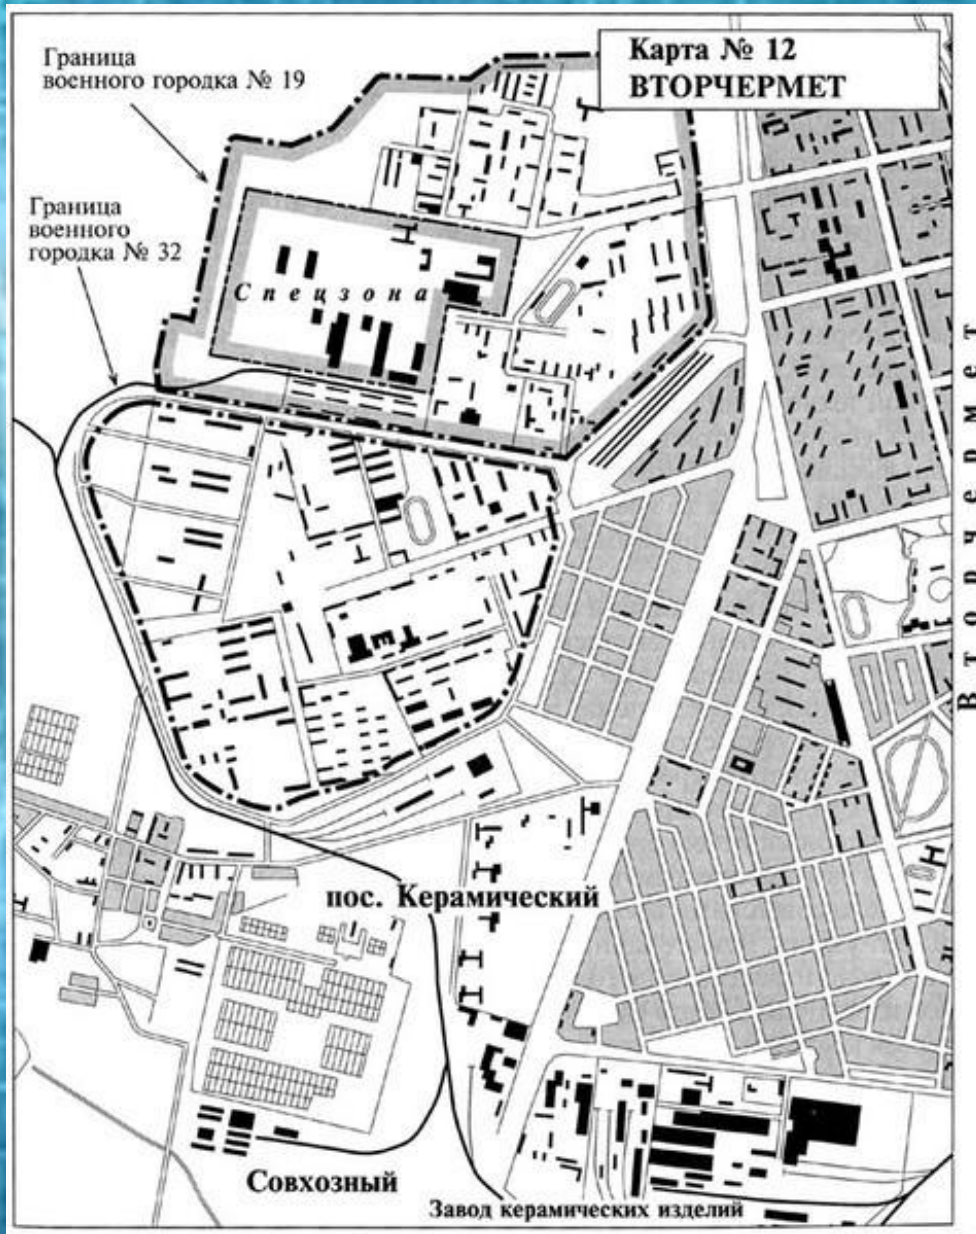 Карта № 12
ВТОРЧЕРМЕТ
Граница
военного городка № 19
Граница
военного
городка № 32
Спецзона
Вторчермет
пос. Керамический
Совхозный
Завод керамических изделий